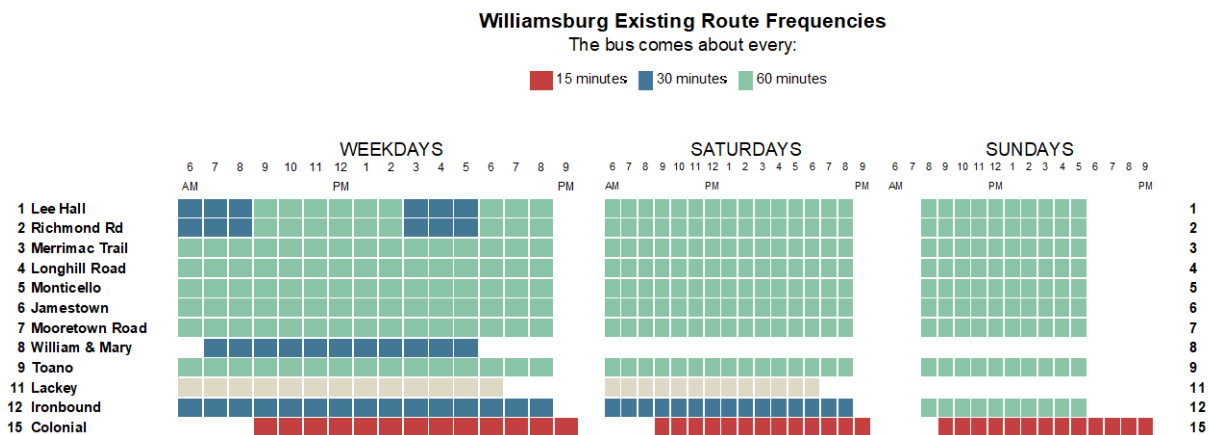 Williamsburg Existing Route Frequencies
The bus comes about every:
15 minutes 30 minutes 60 minutes
WEEKDAYS SATURDAYS SUNDAYS
6 7 8 9 10 11 12 1 2 3 4 5 6 7 8 9 6 7 8 9 10 11 12 1 2 3 4 5 6 7 8 9 6 7 8 9 10 11 12 1 2 3 4 5 6 7 8 9
AM PM PM AM PM PM AM PM PM
1 Lee Hall 1
2 Richmond Rd 2
3 Merrimac Trail 3
4 Longhill Road 4
5 Monticello 5
6 Jamestown 6
7 Mooretown Road 7
8 William & Mary 8
9 Toano 9
11 Lackey 11
12 Ironbound 12
15 Colonial 15